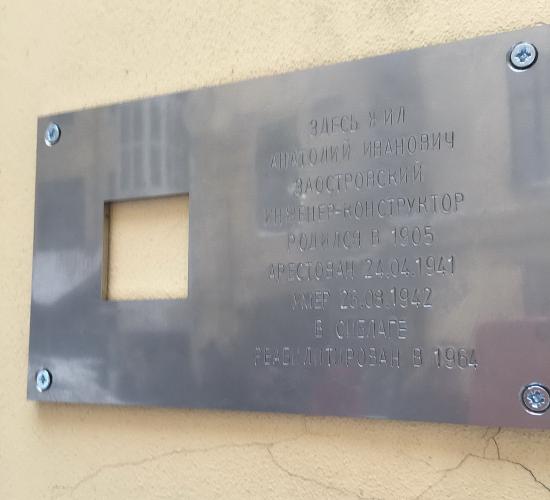 ЗДЕСЬ ЖИЛ
АНАТОЛИЙ ИВАНОВИЧ
ЗАОСТРОВСКИЙ
ИНЖЕНЕР-КОНСТРУКТОР
РОДИЛСЯ В 1905
АРЕСТОВАН 24.04.1941
УМЕР 26.08.1942
В СИБЛАГЕ
РЕАБИЛИТИРОВАН В 1964